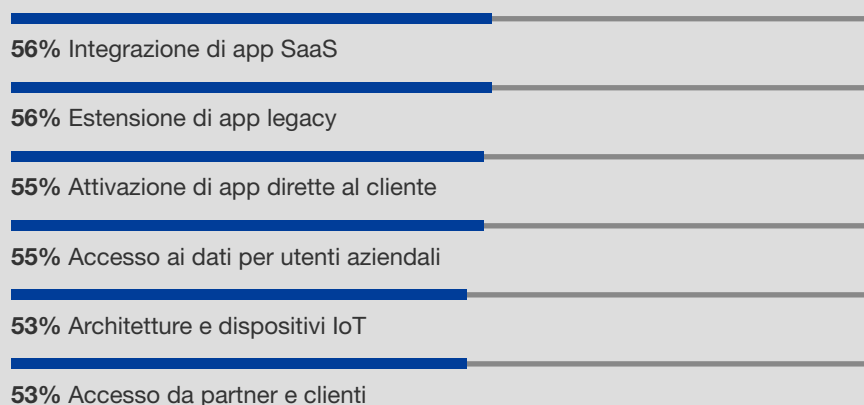 56% Integrazione di app SaaS
56% Estensione di app legacy
55% Attivazione di app dirette al cliente
55% Accesso ai dati per utenti aziendali
53% Architetture e dispositivi IoT
53% Accesso da partner e clienti